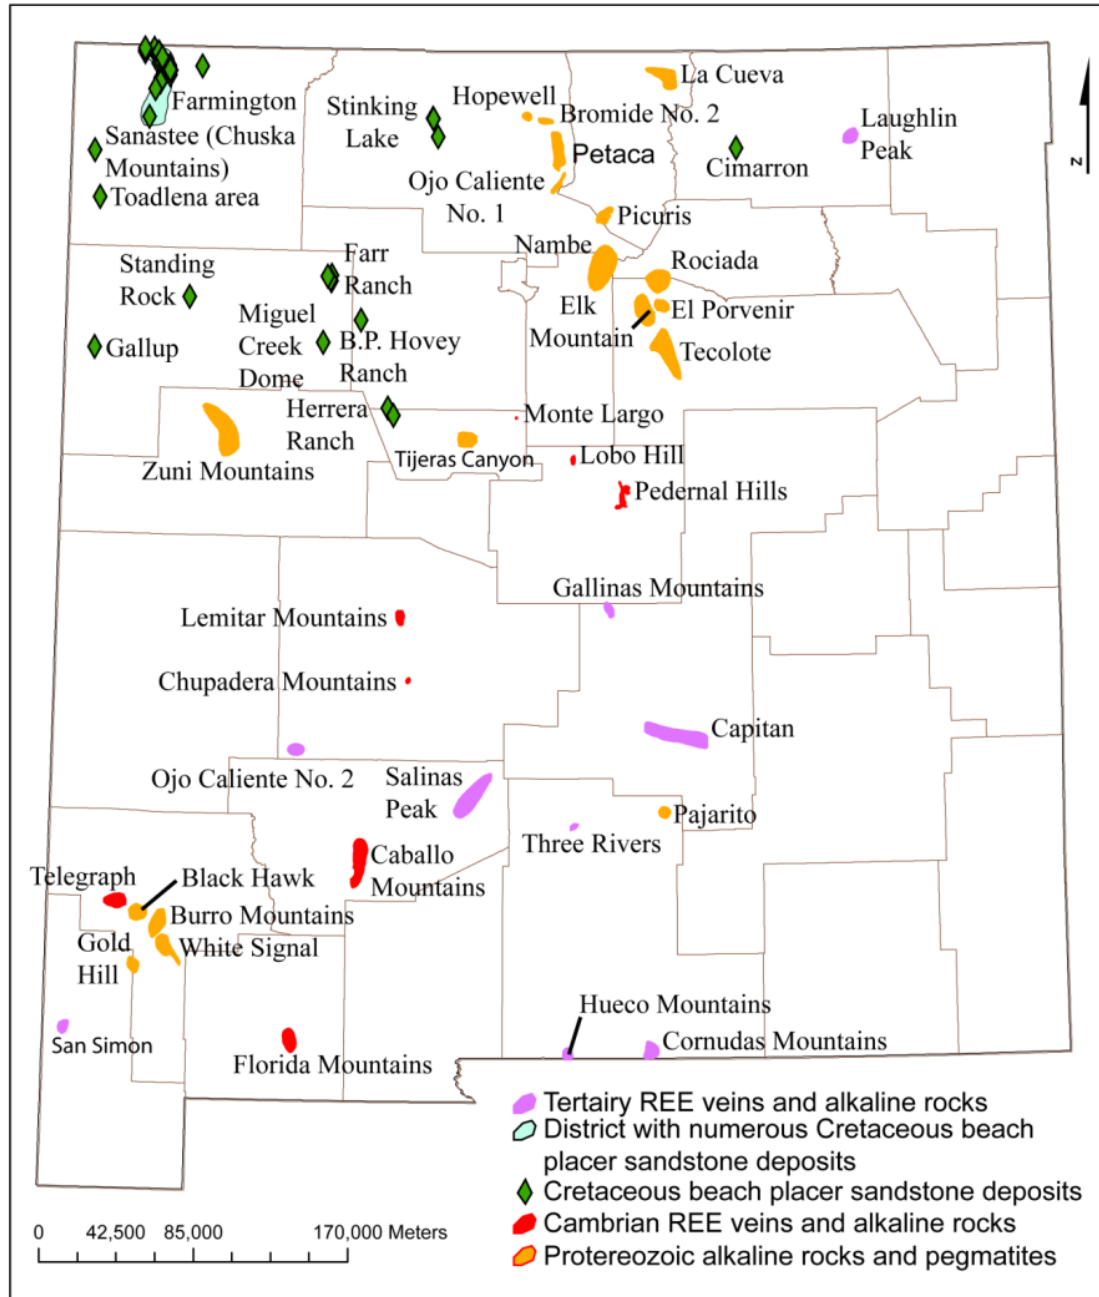 La Cueva
Hopewell
Bromide No. 2
Stinking
Lake
Laughlin
Peak
Farmington
Sanastee (Chuska
Mountains)
Toadlena area
Petaca
Cimarron
Ojo Caliente
No. 1
Picuris
Nambe
Farr
Ranch
Standing
Rock
Rociada
Elk
Mountain
El Porvenir
Miguel
Creek
Dome
B.P. Hovey
Ranch
Gallup
Tecolote
Herrera
Ranch
Monte Largo
Tijeras Canyon
Lobo Hill
Zuni Mountains
Pedernal Hills
Gallinas Mountains
Lemitar Mountains
Chupadera Mountains
Capitan
Ojo Caliente No. 2
Salinas
Peak
Pajarito
Three Rivers
Caballo
Mountains
Telegraph
Black Hawk
Burro Mountains
White Signal
Gold
Hill
Hueco Mountains
San Simon
Cornudas Mountains
Florida Mountains
Tertairy REE veins and alkaline rocks
District with numerous Cretaceous beach
placer sandstone deposits
Cretaceous beach placer sandstone deposits
Cambrian REE veins and alkaline rocks
Protereozoic alkaline rocks and pegmatites
0 42,500 85,000 170,000 Meters
N